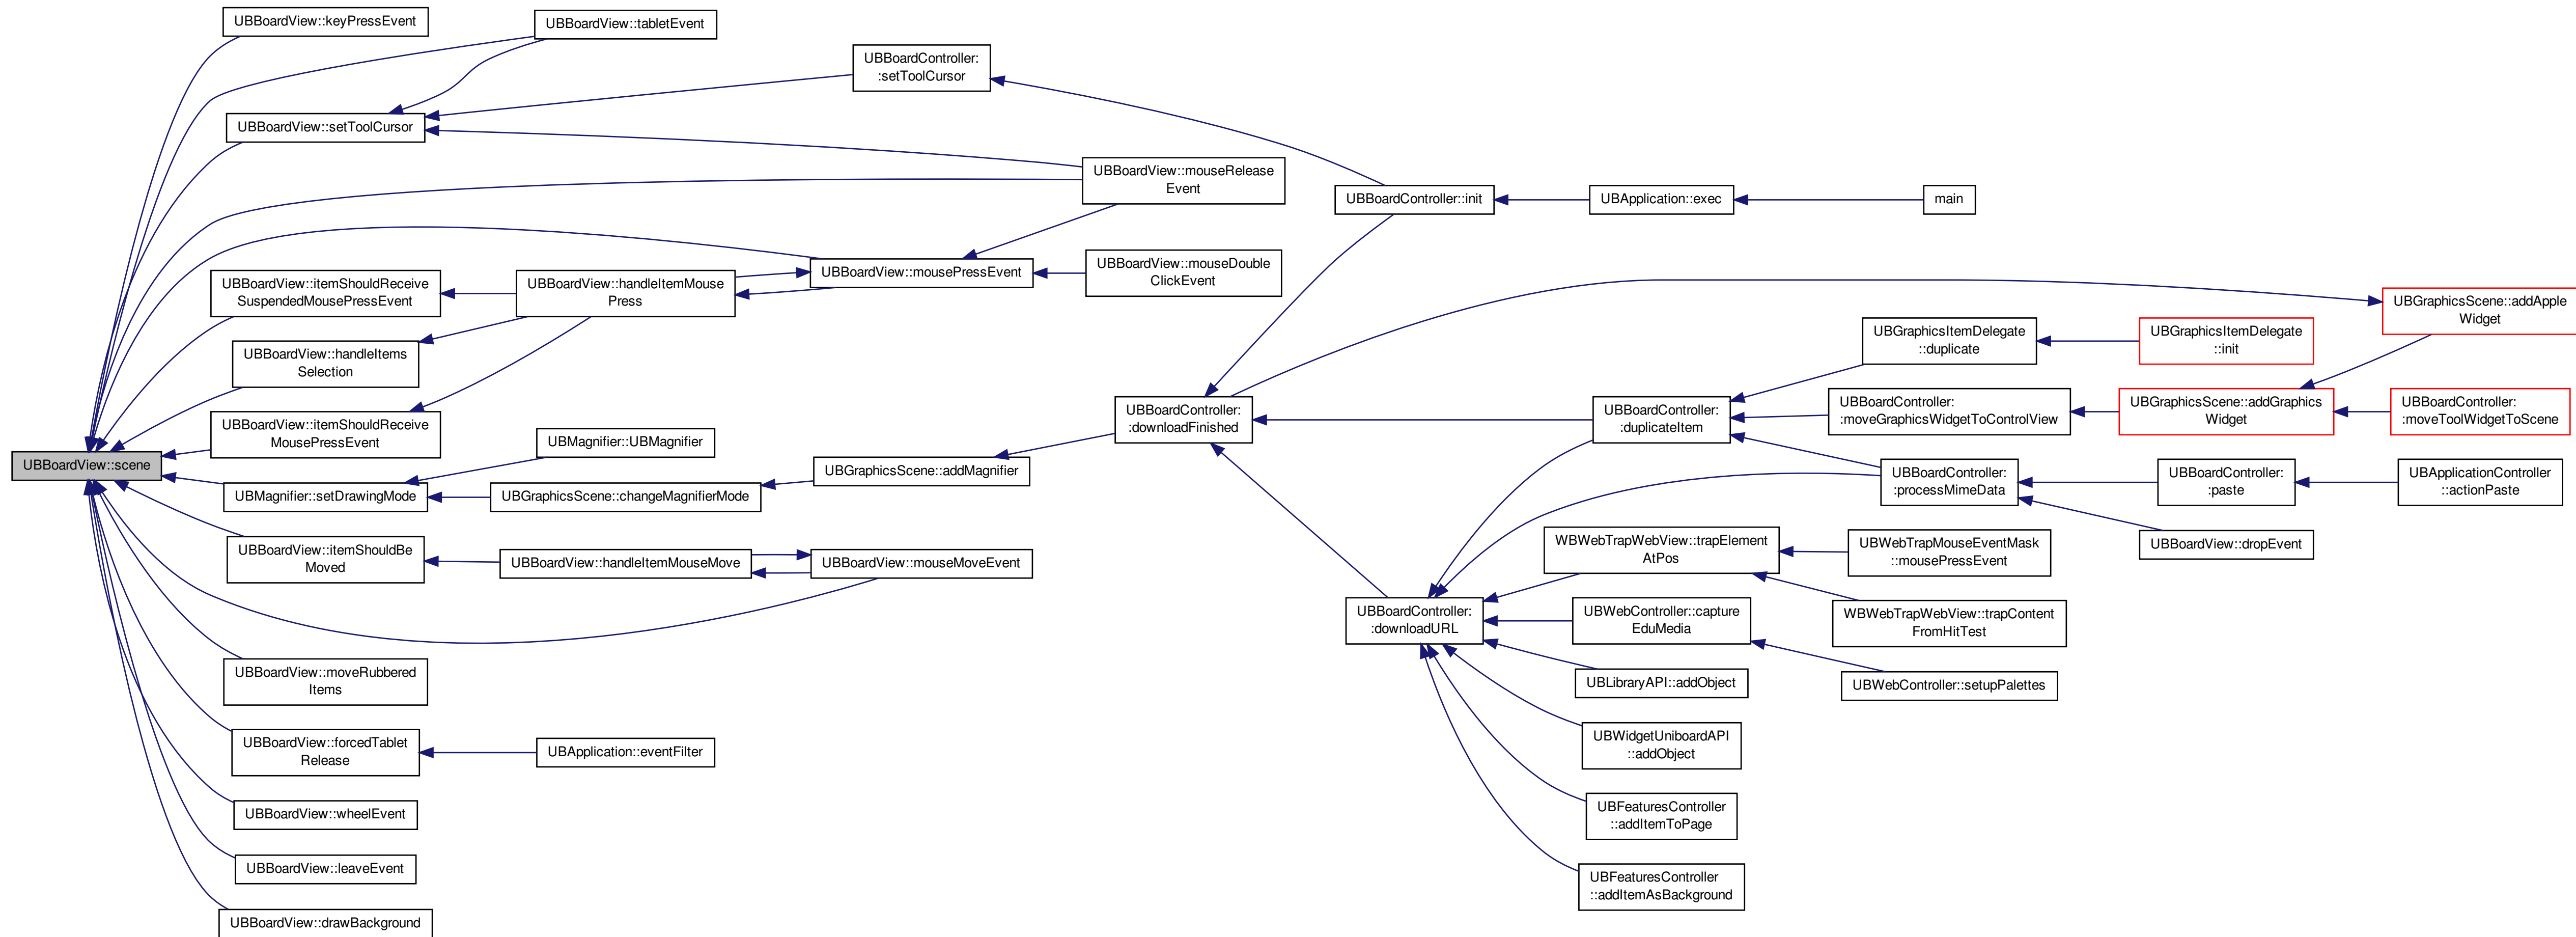 UBBoardView::keyPressEvent
UBBoardView::tabletEvent
UBBoardController:
:setToolCursor
UBBoardView::setToolCursor
UBBoardView::mouseRelease
Event
UBBoardController::init
UBApplication::exec
main
UBBoardView::mousePressEvent
UBBoardView::mouseDouble
ClickEvent
UBBoardView::itemShouldReceive
SuspendedMousePressEvent
UBBoardView::handleItemMouse
Press
UBGraphicsScene::addApple
Widget
UBGraphicsItemDelegate
::duplicate
UBGraphicsItemDelegate
::init
UBBoardView::handleItems
Selection
UBBoardController:
:downloadFinished
UBBoardController:
:duplicateItem
UBBoardController:
:moveGraphicsWidgetToControlView
UBGraphicsScene::addGraphics
Widget
UBBoardController:
:moveToolWidgetToScene
UBBoardView::itemShouldReceive
MousePressEvent
UBMagnifier::UBMagnifier
UBBoardView::scene
UBGraphicsScene::addMagnifier
UBBoardController:
:processMimeData
UBBoardController:
:paste
UBApplicationController
::actionPaste
UBMagnifier::setDrawingMode
UBGraphicsScene::changeMagnifierMode
UBBoardView::itemShouldBe
Moved
UBBoardView::handleItemMouseMove
UBBoardView::mouseMoveEvent
WBWebTrapWebView::trapElement
AtPos
UBWebTrapMouseEventMask
::mousePressEvent
UBBoardView::dropEvent
UBBoardController:
:downloadURL
UBWebController::capture
EduMedia
WBWebTrapWebView::trapContent
FromHitTest
UBBoardView::moveRubbered
Items
UBLibraryAPI::addObject
UBWebController::setupPalettes
UBBoardView::forcedTablet
Release
UBApplication::eventFilter
UBWidgetUniboardAPI
::addObject
UBBoardView::wheelEvent
UBFeaturesController
::addItemToPage
UBBoardView::leaveEvent
UBFeaturesController
::addItemAsBackground
UBBoardView::drawBackground